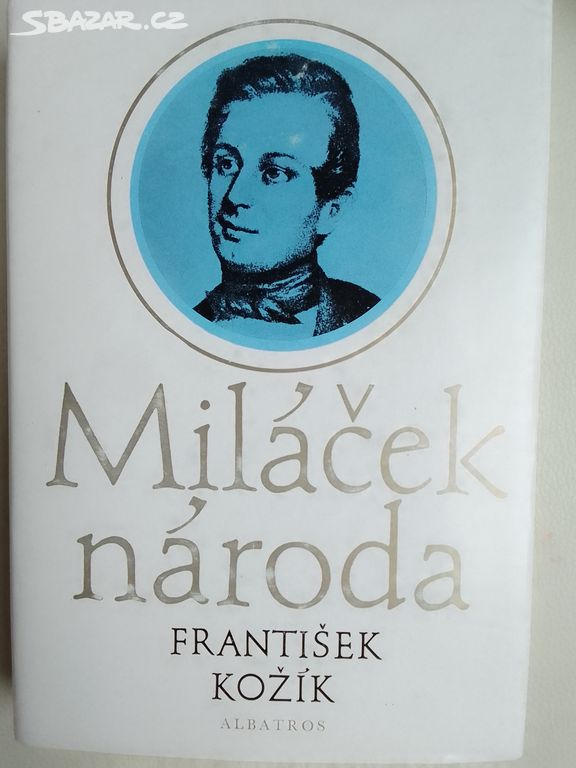 SBAZAR.CZ
Miláček
národa
FRANTIŠEK
KOŽÍK
ALBATROS